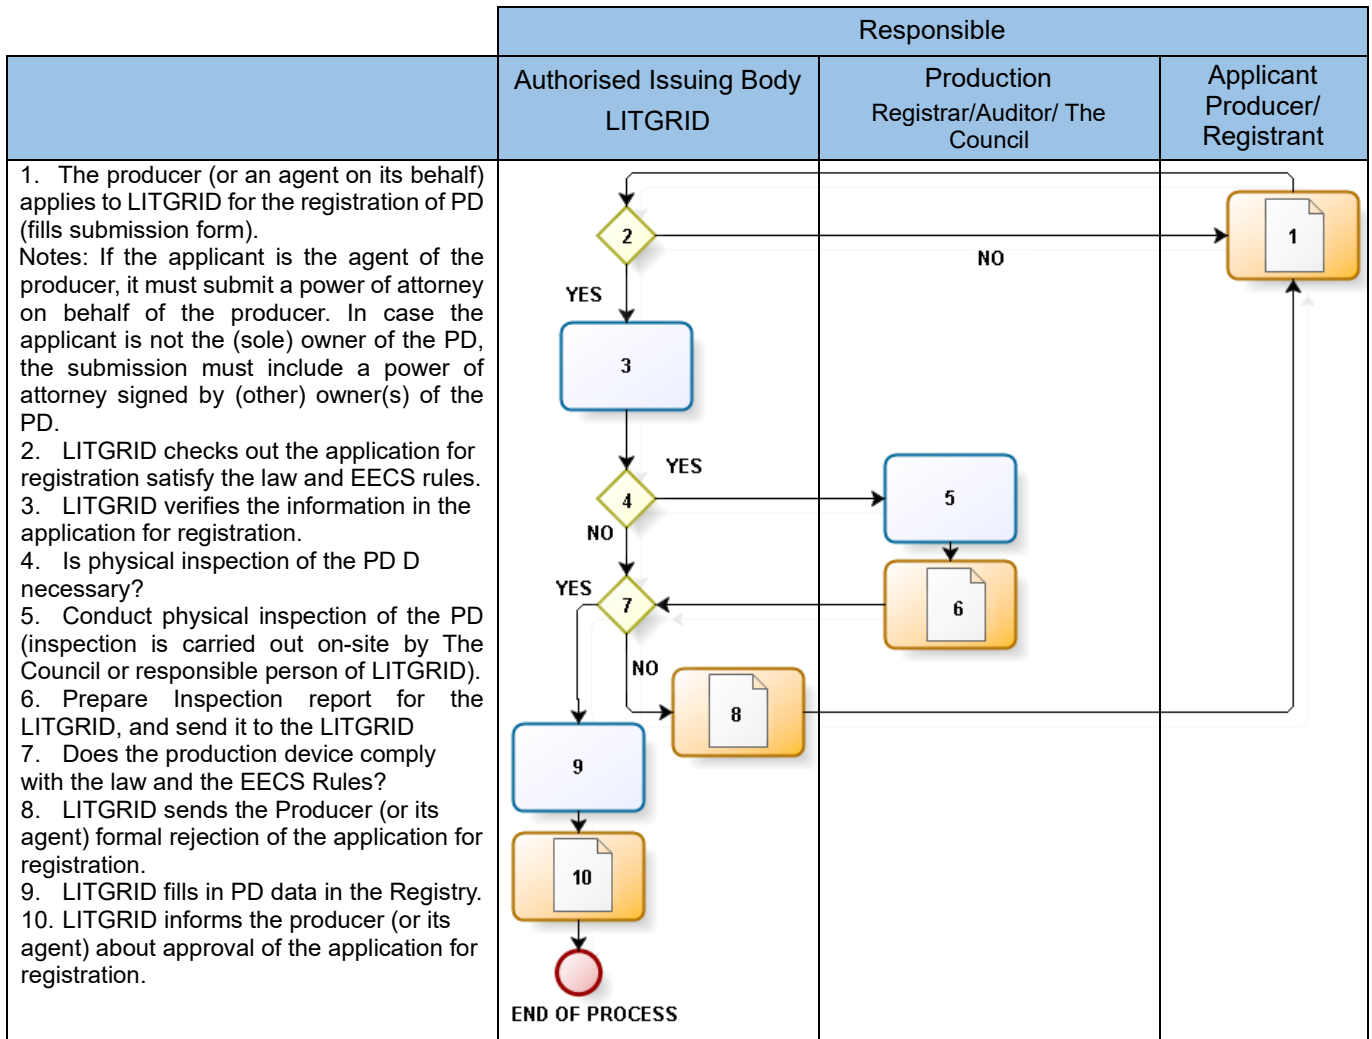 Responsible
Authorised Issuing Body
LITGRID
Production
Registrar/Auditor/ The
Council
Applicant
Producer/
Registrant
1. The producer (or an agent on its behalf)
applies to LITGRID for the registration of PD
(fills submission form).
Notes: If the applicant is the agent of the
producer, it must submit a power of attorney
on behalf of the producer. In case the
applicant is not the (sole) owner of the PD,
the submission must include a power of
attorney signed by (other) owner(s) of the
PD.
2. LITGRID checks out the application for
registration satisfy the law and EECS rules.
3. LITGRID verifies the information in the
application for registration.
4. Is physical inspection of the PD D
necessary?
5. Conduct physical inspection of the PD
(inspection is carried out on-site by The
Council or responsible person of LITGRID).
6. Prepare Inspection report for the
LITGRID, and send it to the LITGRID
7. Does the production device comply
with the law and the EECS Rules?
8. LITGRID sends the Producer (or its
agent) formal rejection of the application for
registration.
9. LITGRID fills in PD data in the Registry.
10. LITGRID informs the producer (or its
agent) about approval of the application for
registration.
2
1
NO
YES
3
YES
4
5
NO
YES
7
6
NO
8
9
10
END OF PROCESS